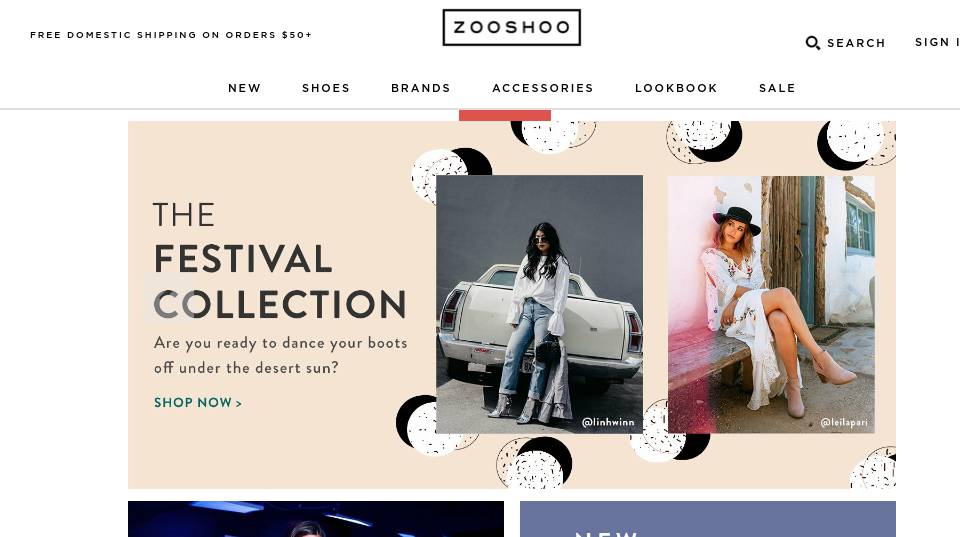 FREE DOMESTIC SHIPPING ON ORDERS $50+
ZOOSHOO
SEARCH
SIGN I
NEW
SHOES
BRANDS
ACCESSORIES
LOOKBOOK
SALE
THE
FESTIVAL
COLLECTION
Are you ready to dance your boots
off under the desert sun?
SHOP NOW >
@linhwinn
@leilapari
NEW